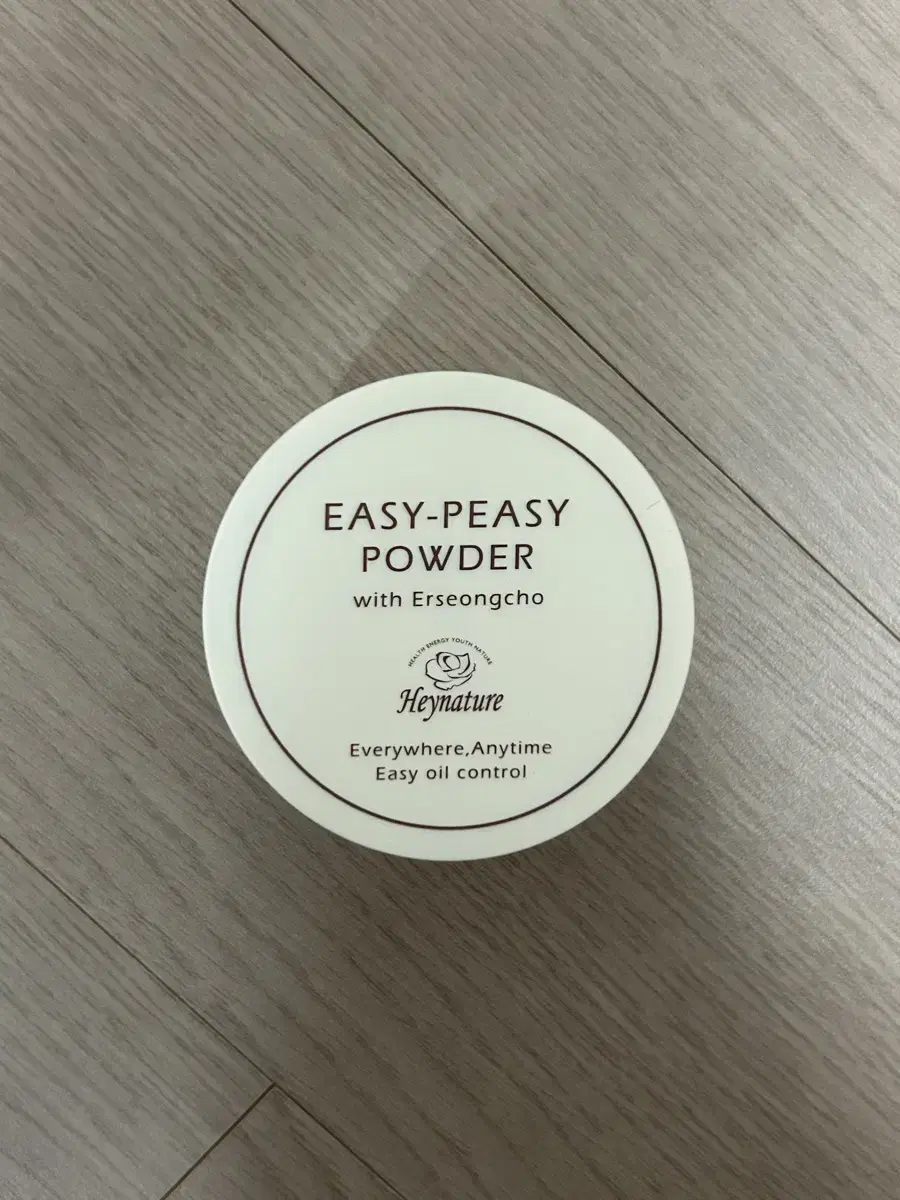 EASY-PEASY
POWDER
with Erseongcho
HEALTH ENERGY YOUTH NATURE
Heynature
Everywhere,Anytime
Easy oil control